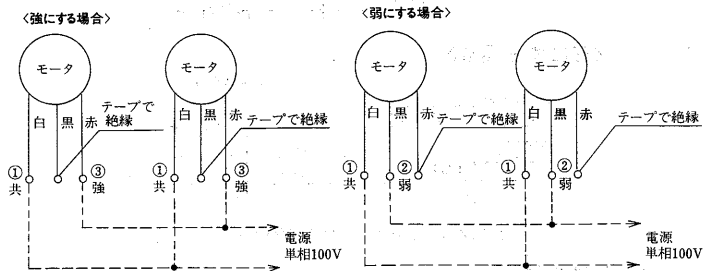 〈強にする場合〉
モータ
白 黒 赤
テープで
絶縁
① ③
共 強
モータ
白 黒 赤
テープで絶縁
① ③
共 強
電源
単相100V
〈弱にする場合〉
モータ
白 黒 赤
テープで絶縁
① ②
共 弱
モータ
白 黒 赤
テープで絶縁
① ②
共 弱
電源
単相100V